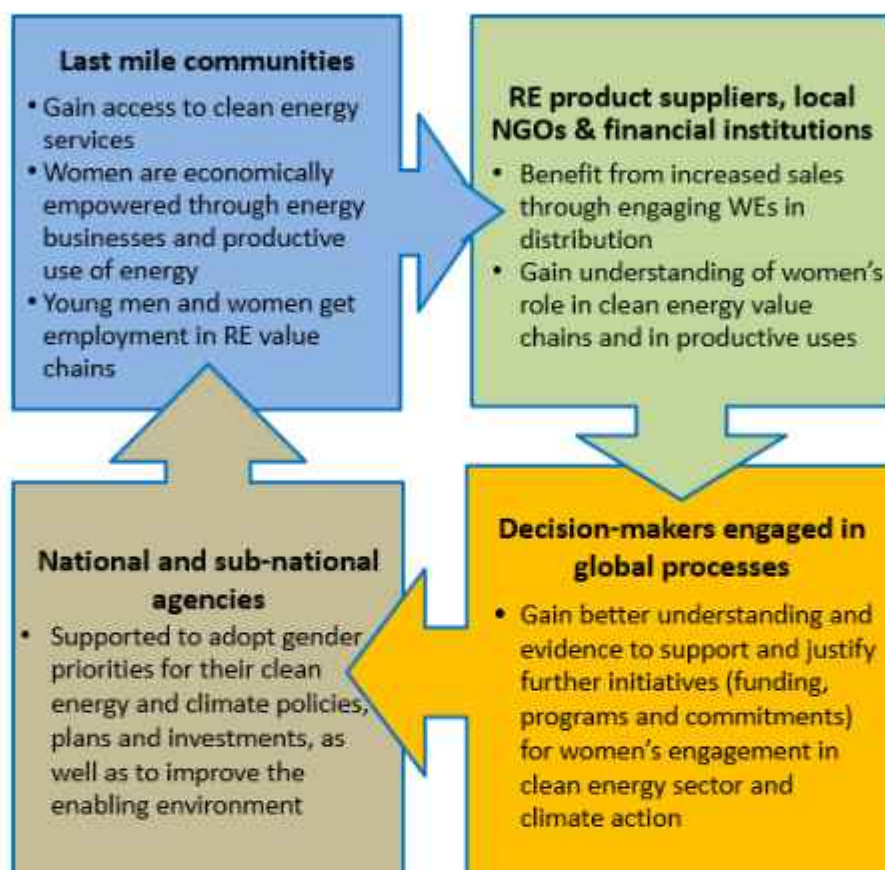 Last mile communities
• Gain access to clean energy
services
• Women are economically
empowered through energy
businesses and productive
use of energy
• Young men and women get
employment in RE value
chains
RE product suppliers, local
NGOs & financial institutions
• Benefit from increased sales
through engaging WEs in
distribution
• Gain understanding of women's
role in clean energy value
chains and in productive uses
Decision-makers engaged in
global processes
• Gain better understanding and
evidence to support and justify
further initiatives (funding,
programs and commitments)
for women's engagement in
clean energy sector and
climate action
National and sub-national
agencies
• Supported to adopt gender
priorities for their clean
energy and climate policies,
plans and investments, as
well as to improve the
enabling environment